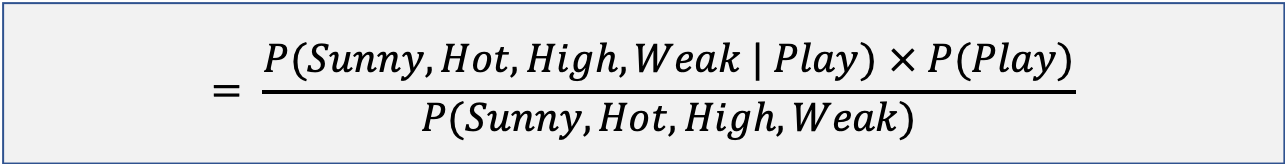 = P(Sunny, Hot, High, Weak | Play) × P(Play)
P(Sunny, Hot, High, Weak)